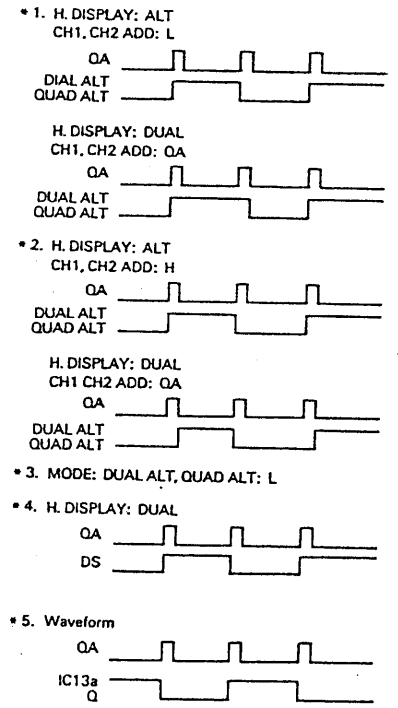 * 1. H. DISPLAY: ALT
CH1, CH2 ADD: L
QA
DIAL ALT
QUAD ALT
H. DISPLAY: DUAL
CH1, CH2 ADD: QA
QA
DUAL ALT
QUAD ALT
* 2. H. DISPLAY: ALT
CH1, CH2 ADD: H
QA
DUAL ALT
QUAD ALT
H. DISPLAY: DUAL
CH1 CH2 ADD: QA
QA
DUAL ALT
QUAD ALT
* 3. MODE: DUAL ALT, QUAD ALT: L
* 4. H. DISPLAY: DUAL
QA
DS
* 5. Waveform
QA
IC13a
Q